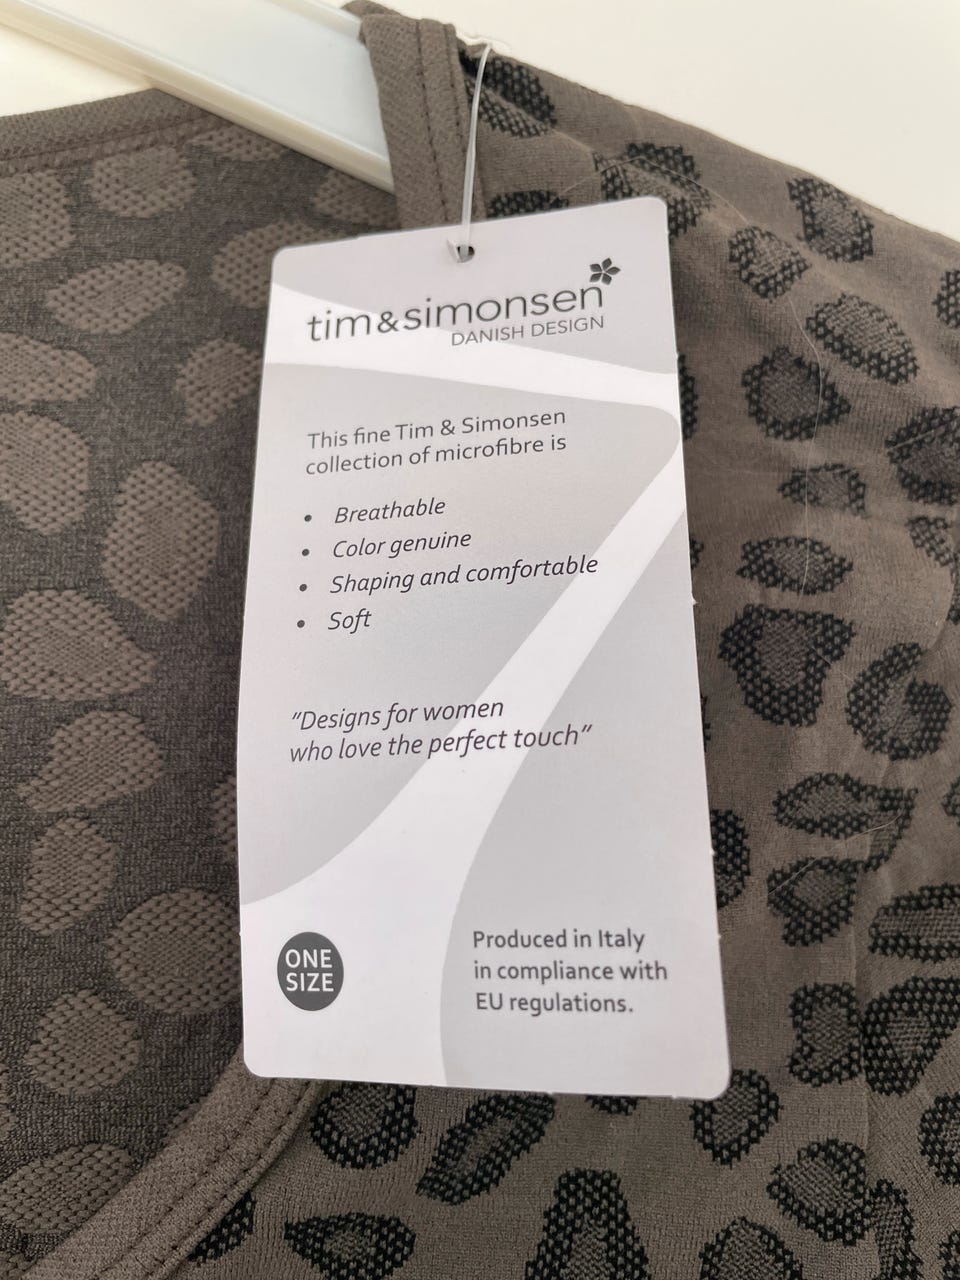 tim&simonsen
DANISH DESIGN
This fine Tim & Simonsen
collection of microfibre is
• Breathable
• Color genuine
• Shaping and comfortable
• Soft
"Designs for women
who love the perfect touch"
ONE
SIZE
Produced in Italy
in compliance with
EU regulations.